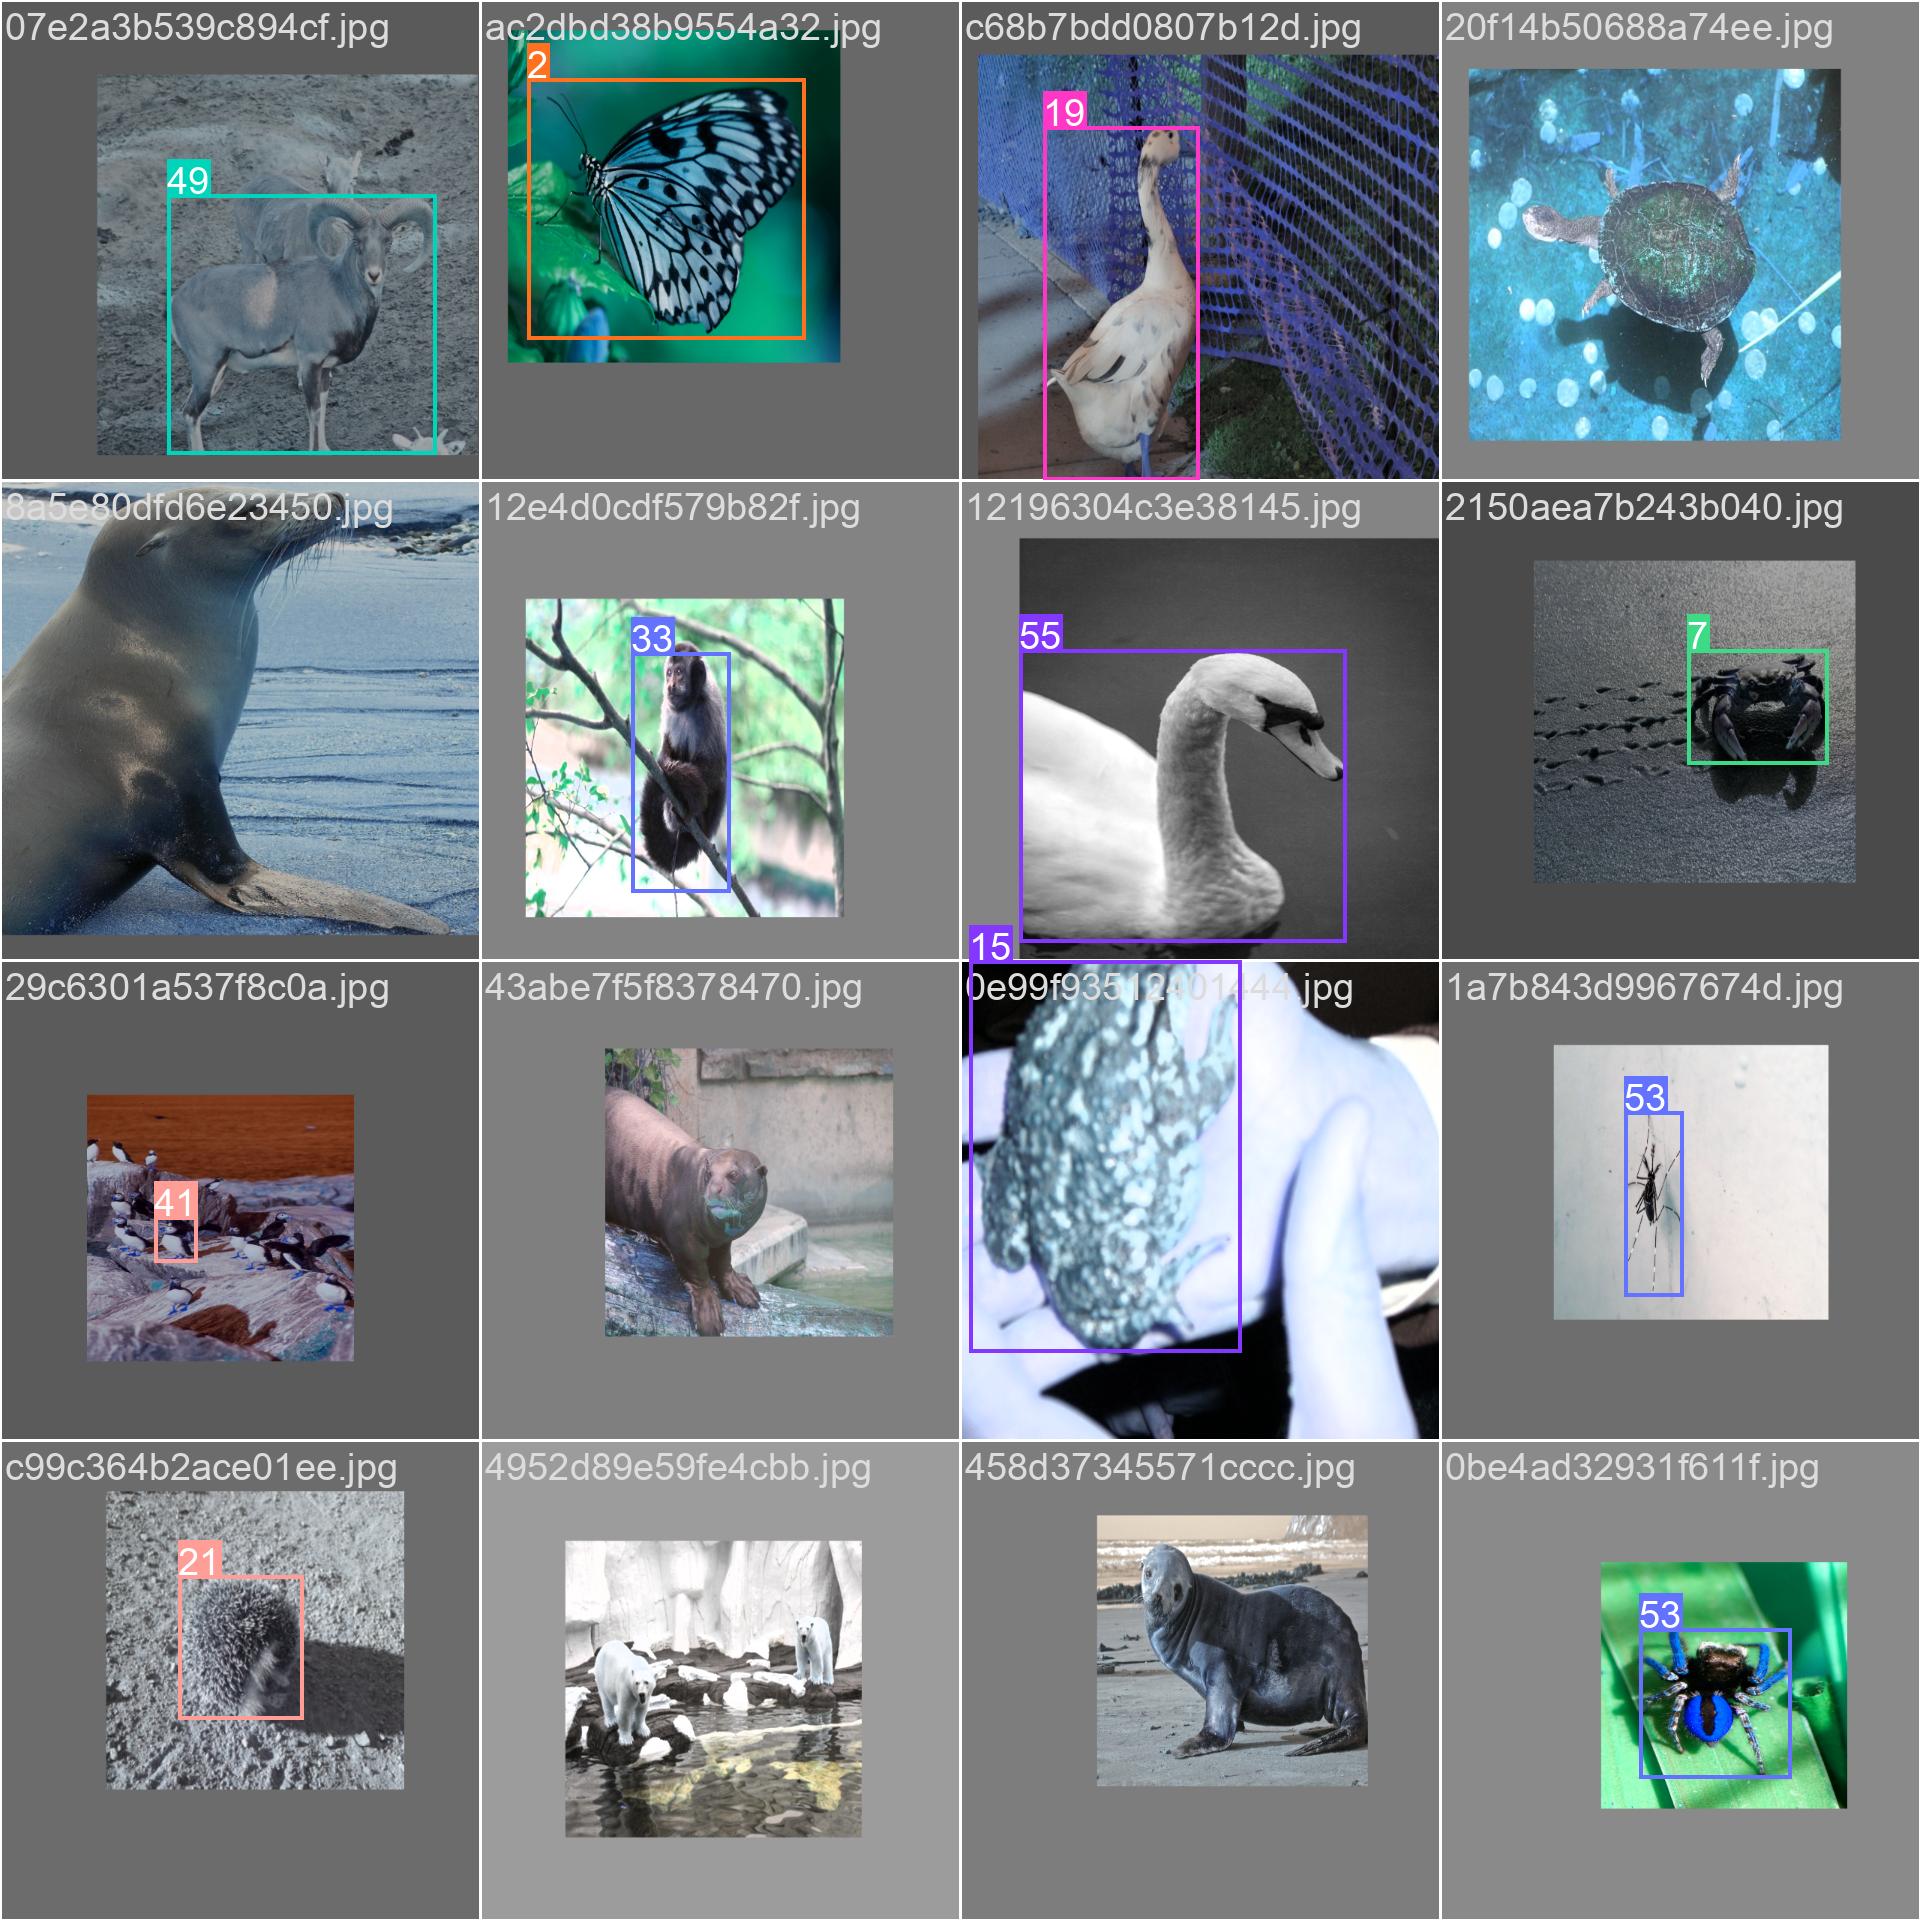 07e2a3b539c894cf.jpg
ac2dbd38b9554a32.jpg
c68b7bdd0807b12d.jpg
20f14b50688a74ee.jpg
2
19
49
8a5e80dfd6e23450.jpg
12e4d0cdf579b82f.jpg
12196304c3e38145.jpg
2150aea7b243b040.jpg
33
55
7
15
29c6301a537f8c0a.jpg
43abe7f5f8378470.jpg
0e99f93512401444.jpg
1a7b843d9967674d.jpg
53
41
c99c364b2ace01ee.jpg
4952d89e59fe4cbb.jpg
458d37345571cccc.jpg
0be4ad32931f611f.jpg
21
53